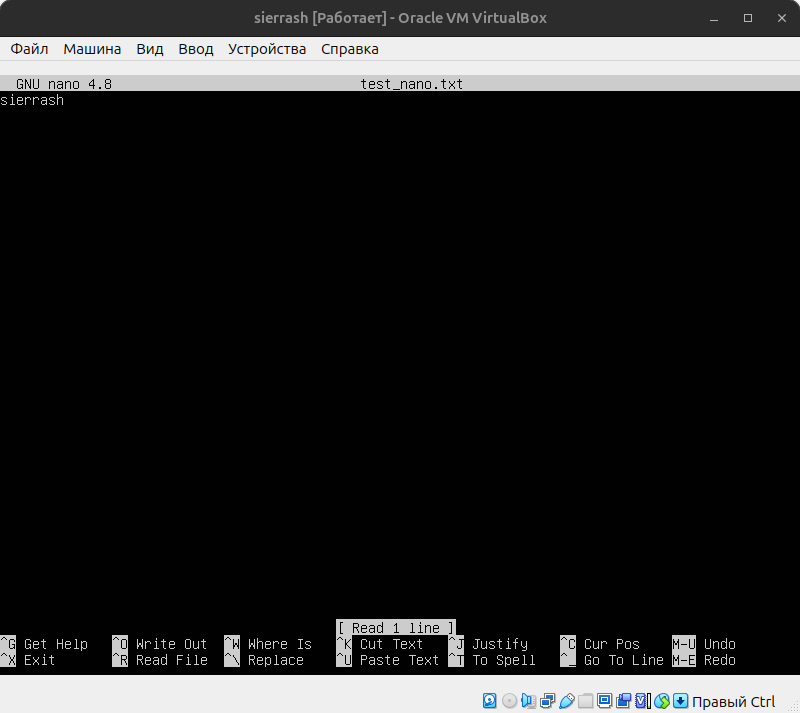 sierrash [Работает] - Oracle VM VirtualBox
Файл Машина Вид Ввод Устройства Справка
GNU nano 4.8 test_nano.txt
sierrash
[ Read 1 line ]
^G Get Help ^O Write Out ^W Where Is ^K Cut Text ^J Justify ^C Cur Pos M-U Undo
^X Exit ^R Read File ^\ Replace ^U Paste Text ^T To Spell ^_ Go To Line M-E Redo
Правый Ctrl